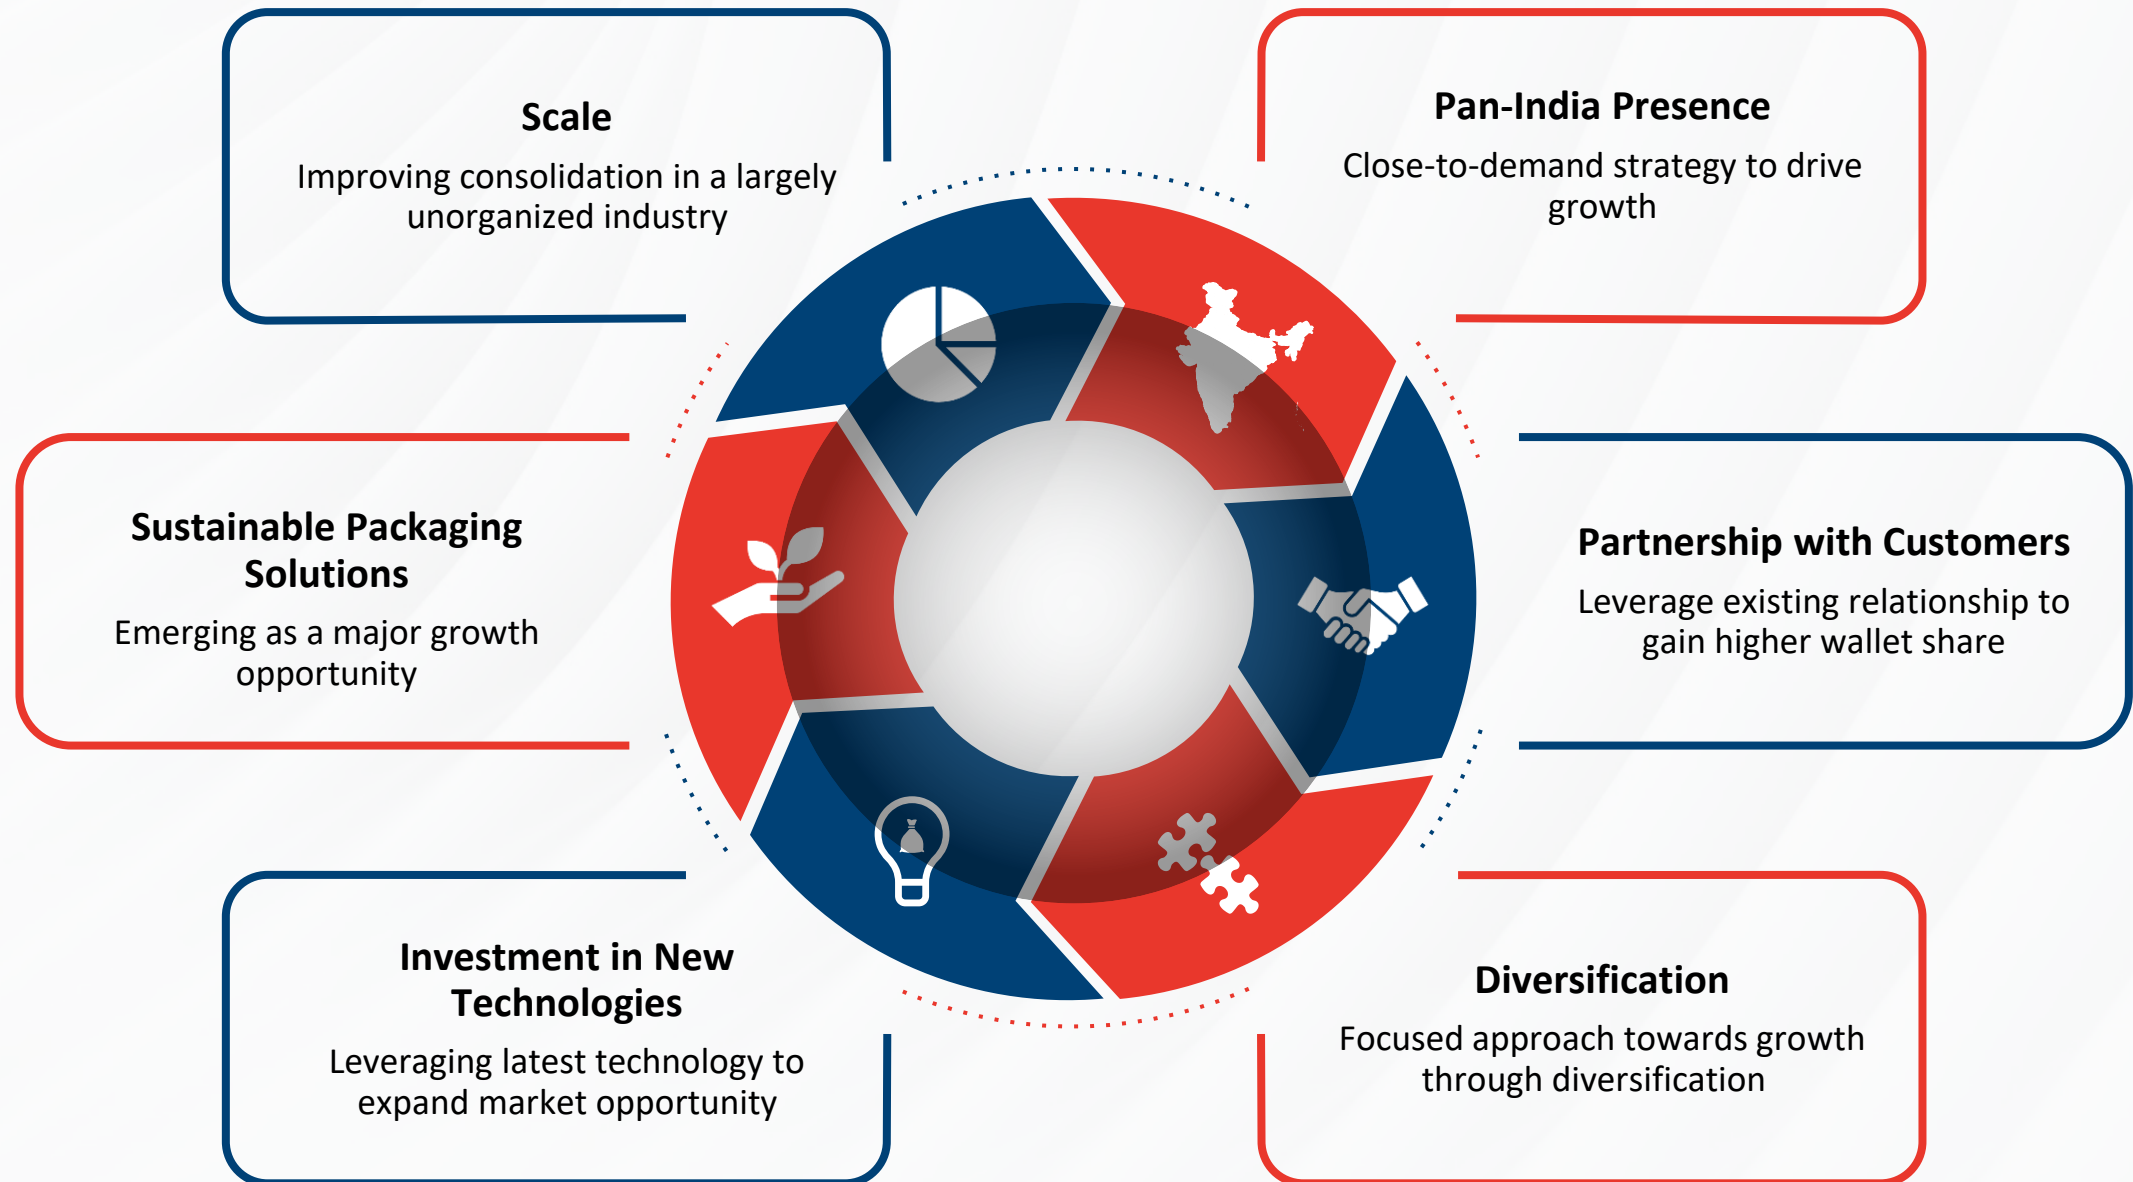 Scale
Improving consolidation in a largely
unorganized industry
Pan-India Presence
Close-to-demand strategy to drive
growth
Sustainable Packaging
Solutions
Emerging as a major growth
opportunity
Partnership with Customers
Leverage existing relationship to
gain higher wallet share
Investment in New
Technologies
Leveraging latest technology to
expand market opportunity
Diversification
Focused approach towards growth
through diversification